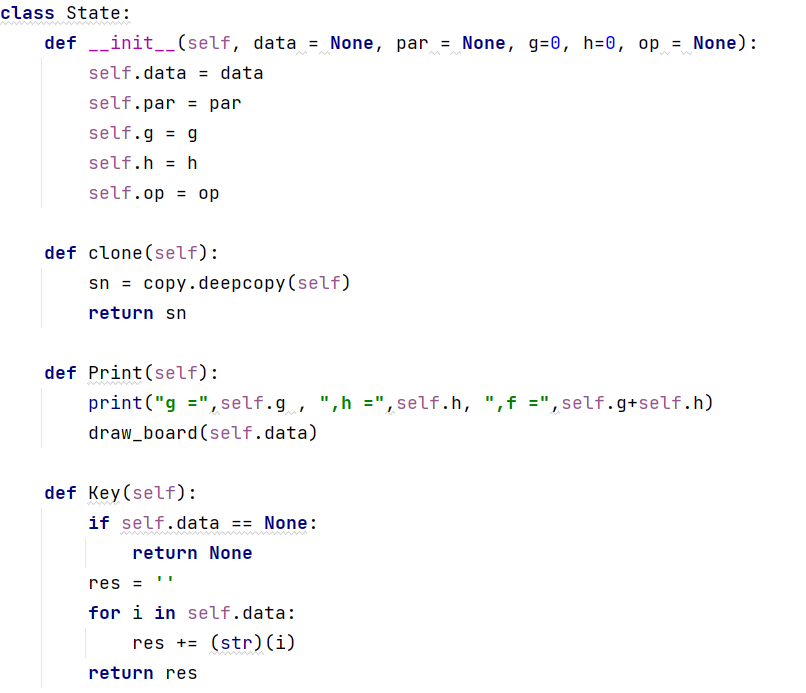 class State:
    def __init__(self, data = None, par = None, g=0, h=0, op = None):
        self.data = data
        self.par = par
        self.g = g
        self.h = h
        self.op = op
    def clone(self):
        sn = copy.deepcopy(self)
        return sn
    def Print(self):
        print("g =",self.g , ",h =",self.h, ",f =",self.g+self.h)
        draw_board(self.data)
    def Key(self):
        if self.data == None:
            return None
        res = ''
        for i in self.data:
            res += (str)(i)
        return res